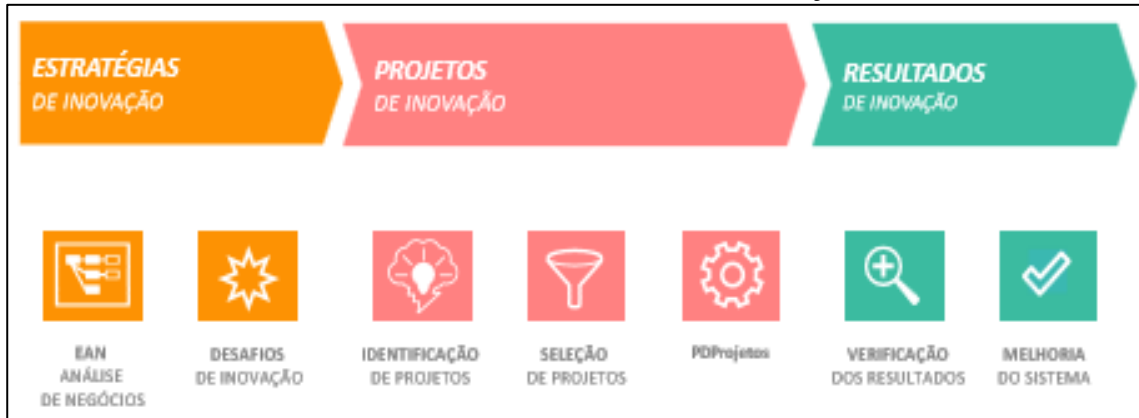 ESTRATÉGIAS
DE INOVAÇÃO
PROJETOS
DE INOVAÇÃO
RESULTADOS
DE INOVAÇÃO
EAN
ANÁLISE
DE NEGÓCIOS
DESAFIOS
DE INOVAÇÃO
IDENTIFICAÇÃO
DE PROJETOS
SELEÇÃO
DE PROJETOS
PDProjetos
VERIFICAÇÃO
DOS RESULTADOS
MELHORIA
DO SISTEMA